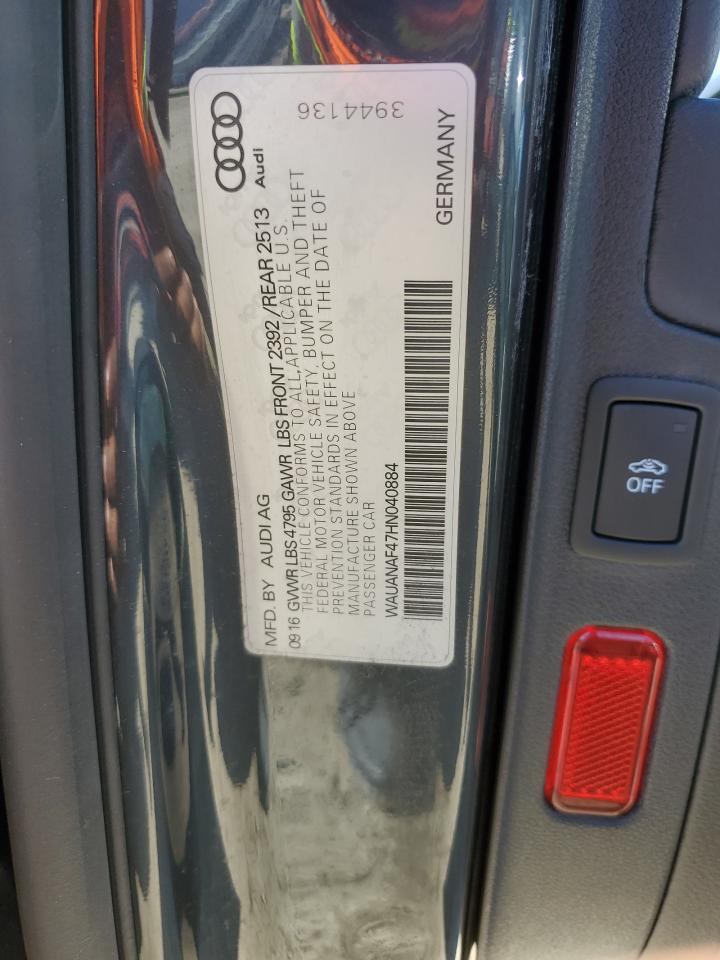 3944136
Audi
GERMANY
MFD. BY AUDI AG
0916 GVWR LBS 4795 GAWR LBS FRONT 2392 /REAR 2513
THIS VEHICLE CONFORMS TO ALL APPLICABLE U.S.
FEDERAL MOTOR VEHICLE SAFETY, BUMPER AND THEFT
PREVENTION STANDARDS IN EFFECT ON THE DATE OF
MANUFACTURE SHOWN ABOVE
PASSENGER CAR
WAUANAF47HN040884
OFF